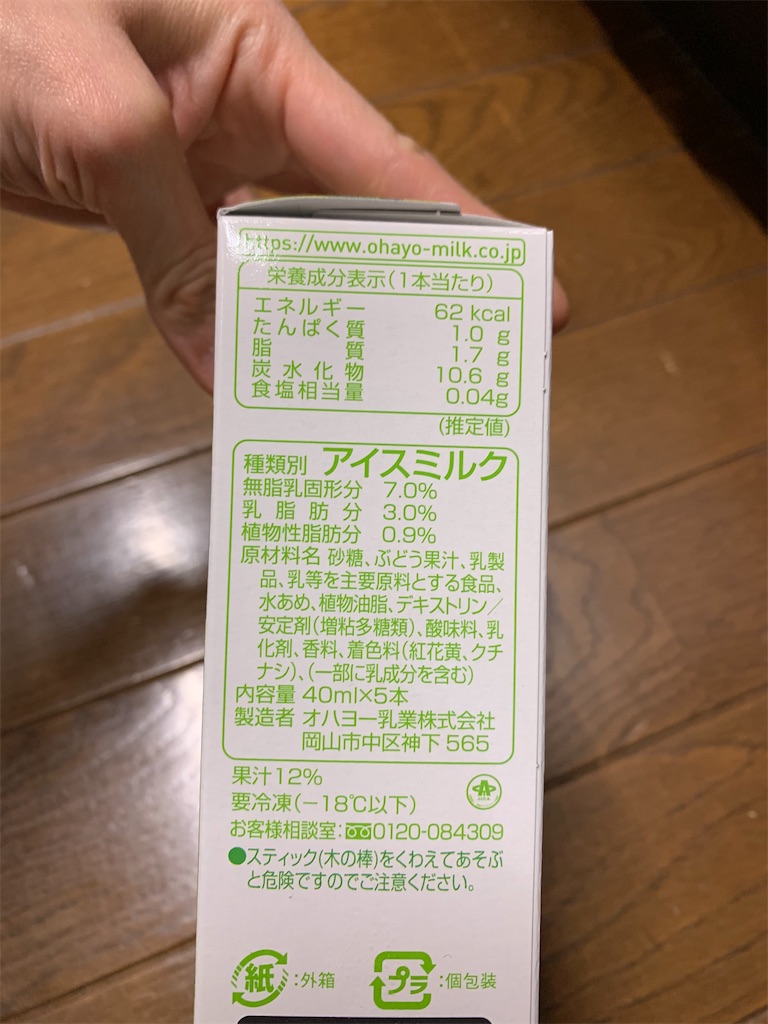 https://www.ohayo-milk.co.jp
栄養成分表示(1本当たり)
エネルギー 62 kcal
たんぱく質 1.0 g
脂質 1.7 g
炭水化物 10.6 g
食塩相当量 0.04g
(推定値)
種類別 アイスミルク
無脂乳固形分 7.0%
乳脂肪分 3.0%
植物性脂肪分 0.9%
原材料名 砂糖、ぶどう果汁、乳製
品、乳等を主要原料とする食品、
水あめ、植物油脂、デキストリン/
安定剤(増粘多糖類)、酸味料、乳
化剤、香料、着色料(紅花黄、クチ
ナシ)、(一部に乳成分を含む)
内容量 40ml×5本
製造者 オハヨー乳業株式会社
岡山市中区神下 565
果汁12%
要冷凍(−18℃以下)
お客様相談室:0120-084309
●スティック(木の棒)をくわえてあそぶ
と危険ですのでご注意ください。
紙:外箱 プラ:個包装